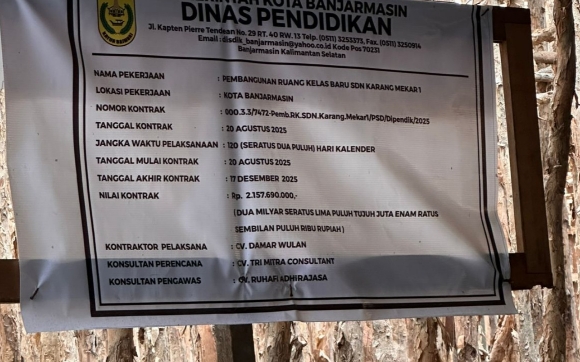 KOTA BANJARMASIN
DINAS PENDIDIKAN
Jl. Kapten Pierre Tendean No. 29 RT. 40 RW. 13 Telp. (0511) 3253373, Fax. (0511) 3250914
Email : disdik_banjarmasin@yahoo.co.id Kode Pos 70231
Banjarmasin Kalimantan Selatan
NAMA PEKERJAAN : PEMBANGUNAN RUANG KELAS BARU SDN KARANG MEKAR 1
LOKASI PEKERJAAN : KOTA BANJARMASIN
NOMOR KONTRAK : 000.3.3/7472-Pemb.RK.SDN.Karang.Mekar1/PSD/Dipendik/2025
TANGGAL KONTRAK : 20 AGUSTUS 2025
JANGKA WAKTU PELAKSANAAN : 120 (SERATUS DUA PULUH) HARI KALENDER
TANGGAL MULAI KONTRAK : 20 AGUSTUS 2025
TANGGAL AKHIR KONTRAK : 17 DESEMBER 2025
NILAI KONTRAK : Rp. 2.157.690.000,-
(DUA MILYAR SERATUS LIMA PULUH TUJUH JUTA ENAM RATUS
SEMBILAN PULUH RIBU RUPIAH)
KONTRAKTOR PELAKSANA : CV. DAMAR WULAN
KONSULTAN PERENCANA : CV. TRI MITRA CONSULTANT
KONSULTAN PENGAWAS : CV. RUHAFADHIRAJASA